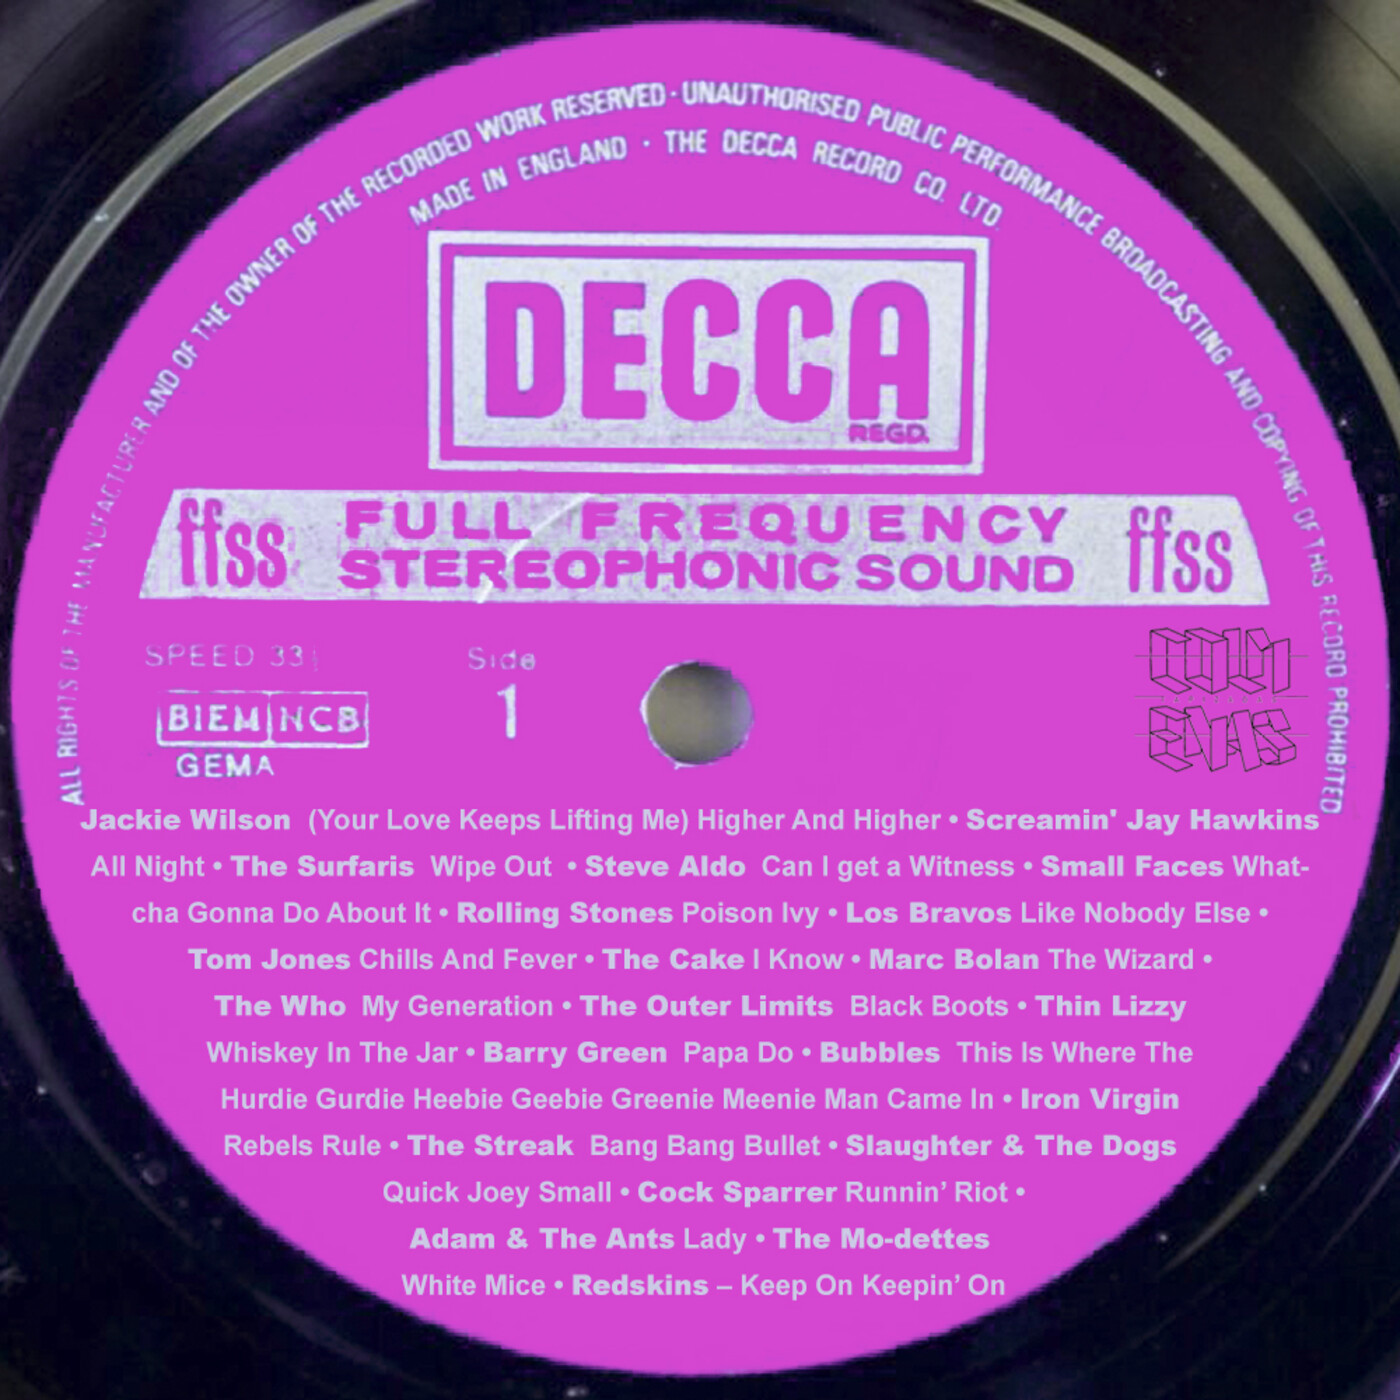 ALL RIGHTS OF THE MANUFACTURER AND OF THE OWNER OF THE RECORDED WORK RESERVED · UNAUTHORISED PUBLIC PERFORMANCE BROADCASTING AND COPYING OF THIS RECORD PROHIBITED
MADE IN ENGLAND · THE DECCA RECORD CO. LTD.
DECCA
REGD.
ffss FULL FREQUENCY ffss
STEREOPHONIC SOUND
SPEED 33 Side
1
BIEM NCB
GEMA
Jackie Wilson (Your Love Keeps Lifting Me) Higher And Higher • Screamin' Jay Hawkins
All Night • The Surfaris Wipe Out • Steve Aldo Can I get a Witness • Small Faces What-
cha Gonna Do About It • Rolling Stones Poison Ivy • Los Bravos Like Nobody Else •
Tom Jones Chills And Fever • The Cake I Know • Marc Bolan The Wizard •
The Who My Generation • The Outer Limits Black Boots • Thin Lizzy
Whiskey In The Jar • Barry Green Papa Do • Bubbles This Is Where The
Hurdie Gurdie Heebie Geebie Greenie Meenie Man Came In • Iron Virgin
Rebels Rule • The Streak Bang Bang Bullet • Slaughter & The Dogs
Quick Joey Small • Cock Sparrer Runnin’ Riot •
Adam & The Ants Lady • The Mo-dettes
White Mice • Redskins – Keep On Keepin’ On